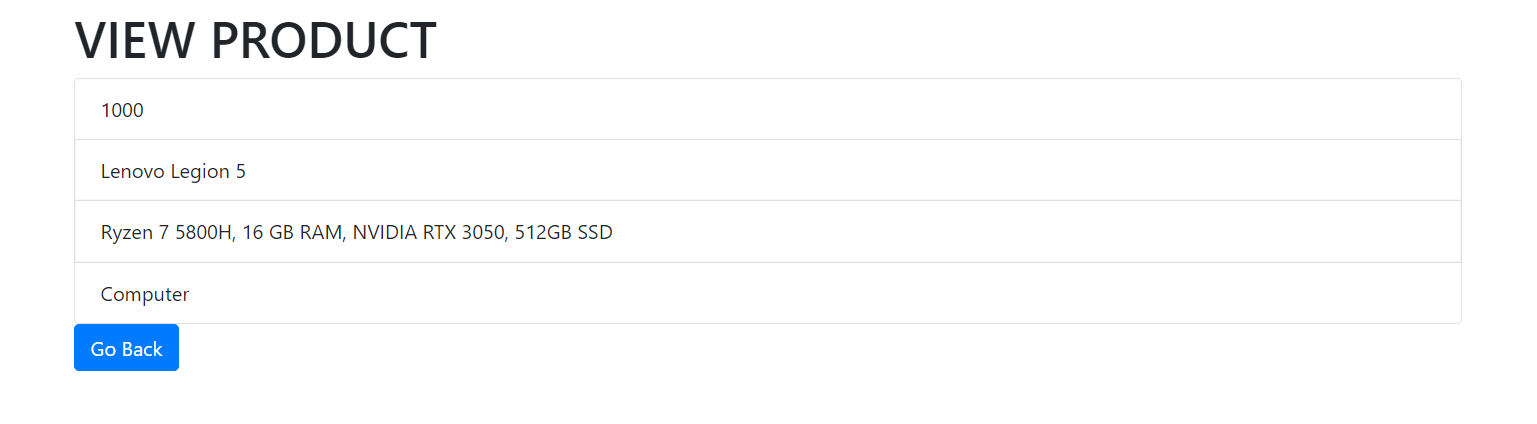 VIEW PRODUCT
1000
Lenovo Legion 5
Ryzen 7 5800H, 16 GB RAM, NVIDIA RTX 3050, 512GB SSD
Computer
Go Back